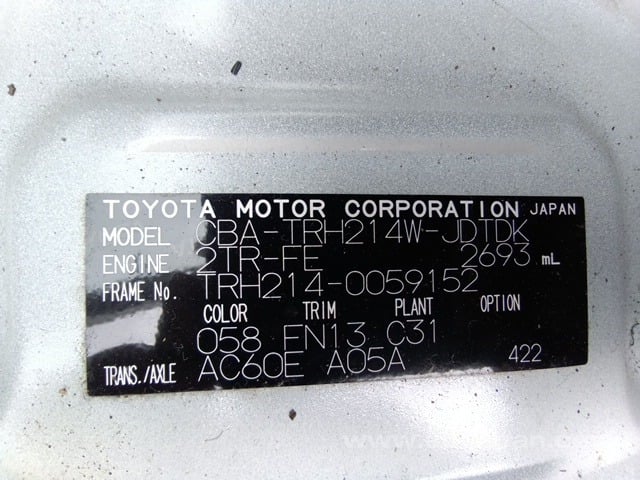 TOYOTA MOTOR CORPORATION JAPAN
MODEL CBA-TRH214W-JDTDK
ENGINE 2TR-FE 2693 mL
FRAME No. TRH214-0059152
COLOR TRIM PLANT OPTION
058 FN13 C31
TRANS./AXLE AC60E A05A 422